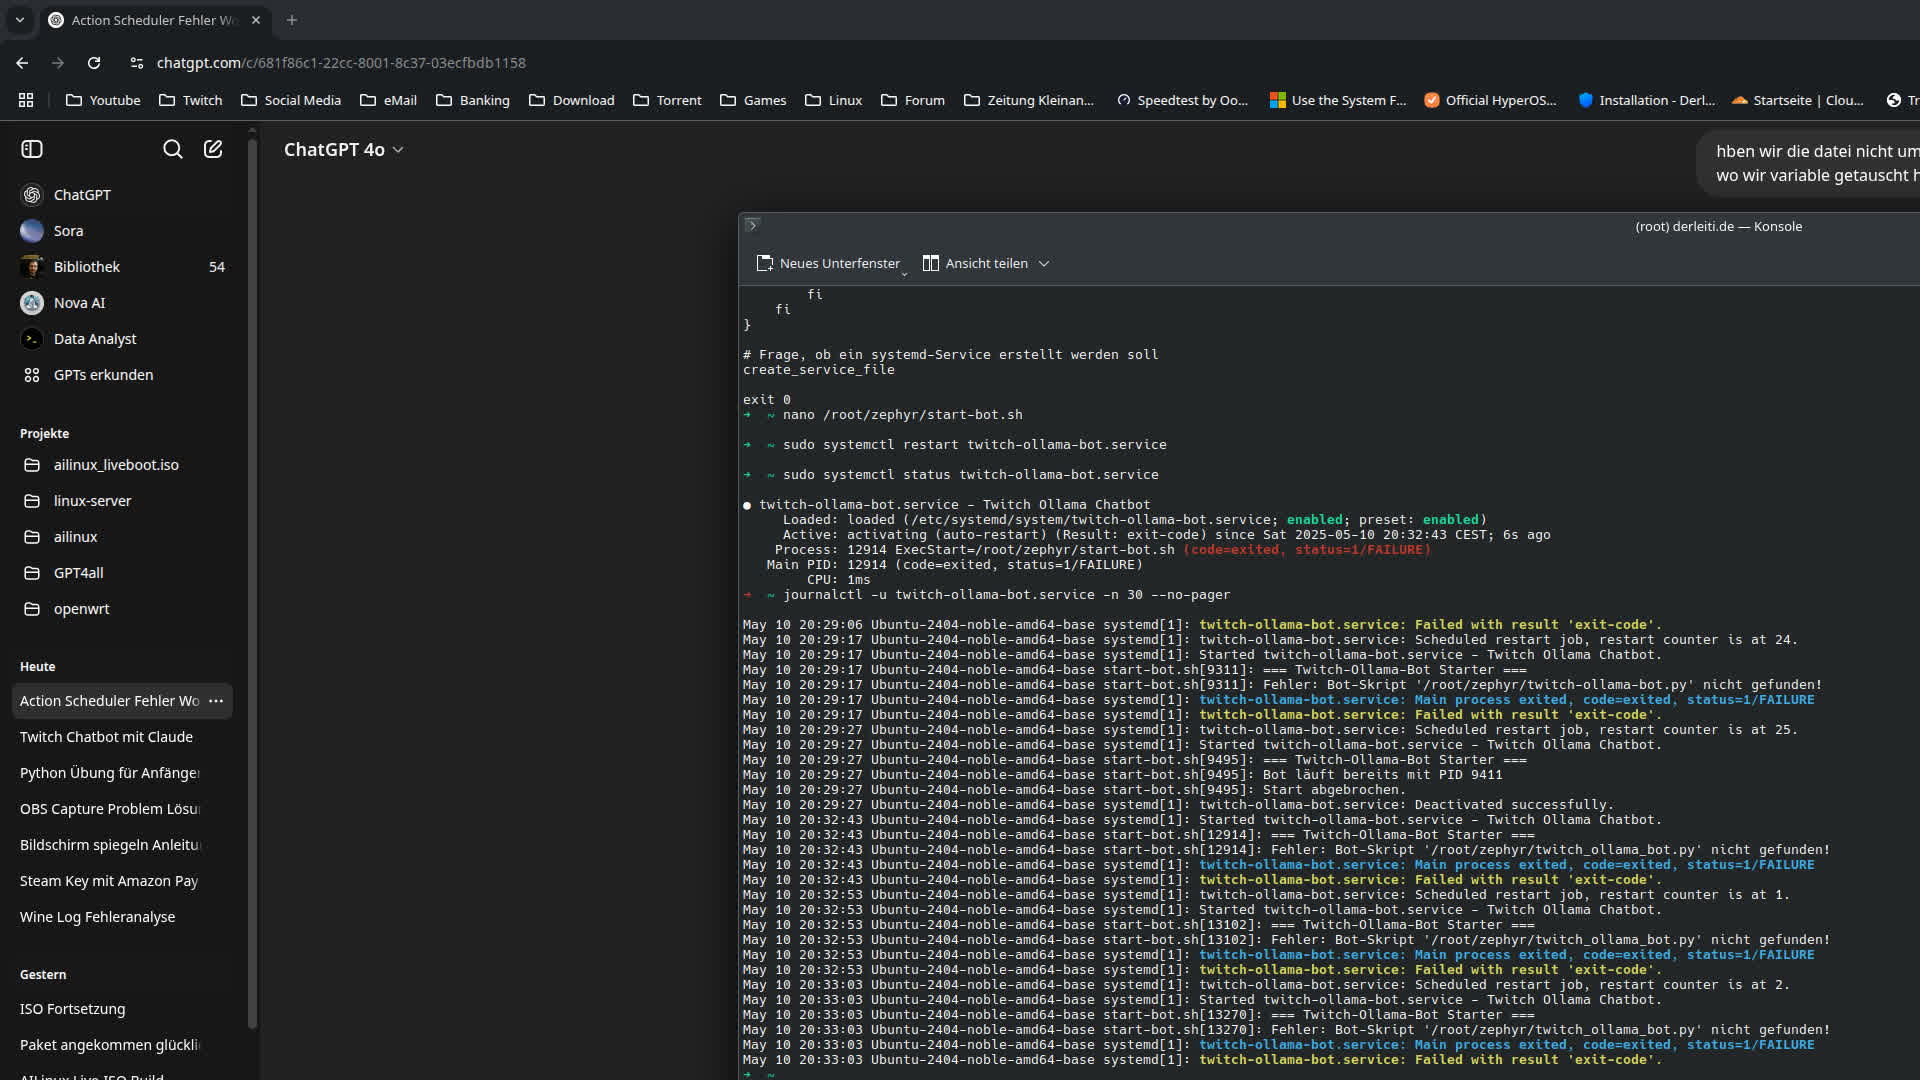 Action Scheduler Fehler Wo
chatgpt.com/c/681f86c1-22cc-8001-8c37-03ecfbdb1158
Youtube
Twitch
Social Media
eMail
Banking
Download
Torrent
Games
Linux
Forum
Zeitung Kleinan...
Speedtest by Oo...
Use the System F...
Official HyperOS...
Installation - Derl...
Startseite | Clou...
Tr
ChatGPT 4o
hben wir die datei nicht um
wo wir variable getauscht h
ChatGPT
Sora
Bibliothek 54
Nova AI
Data Analyst
GPTs erkunden
Projekte
ailinux_liveboot.iso
linux-server
ailinux
GPT4all
openwrt
Heute
Action Scheduler Fehler Wo
Twitch Chatbot mit Claude
Python Übung für Anfänger
OBS Capture Problem Lösu
Bildschirm spiegeln Anleitu
Steam Key mit Amazon Pay
Wine Log Fehleranalyse
Gestern
ISO Fortsetzung
Paket angekommen glückli
AILinux Live ISO Build
(root) derleiti.de — Konsole
Neues Unterfenster
Ansicht teilen
fi
fi
}
# Frage, ob ein systemd-Service erstellt werden soll
create_service_file
exit 0
➜ ~ nano /root/zephyr/start-bot.sh
➜ ~ sudo systemctl restart twitch-ollama-bot.service
➜ ~ sudo systemctl status twitch-ollama-bot.service
● twitch-ollama-bot.service - Twitch Ollama Chatbot
Loaded: loaded (/etc/systemd/system/twitch-ollama-bot.service; enabled; preset: enabled)
Active: activating (auto-restart) (Result: exit-code) since Sat 2025-05-10 20:32:43 CEST; 6s ago
Process: 12914 ExecStart=/root/zephyr/start-bot.sh (code=exited, status=1/FAILURE)
Main PID: 12914 (code=exited, status=1/FAILURE)
CPU: 1ms
➜ ~ journalctl -u twitch-ollama-bot.service -n 30 --no-pager
May 10 20:29:06 Ubuntu-2404-noble-amd64-base systemd[1]: twitch-ollama-bot.service: Failed with result 'exit-code'.
May 10 20:29:17 Ubuntu-2404-noble-amd64-base systemd[1]: twitch-ollama-bot.service: Scheduled restart job, restart counter is at 24.
May 10 20:29:17 Ubuntu-2404-noble-amd64-base systemd[1]: Started twitch-ollama-bot.service - Twitch Ollama Chatbot.
May 10 20:29:17 Ubuntu-2404-noble-amd64-base start-bot.sh[9311]: === Twitch-Ollama-Bot Starter ===
May 10 20:29:17 Ubuntu-2404-noble-amd64-base start-bot.sh[9311]: Fehler: Bot-Skript '/root/zephyr/twitch-ollama-bot.py' nicht gefunden!
May 10 20:29:17 Ubuntu-2404-noble-amd64-base systemd[1]: twitch-ollama-bot.service: Main process exited, code=exited, status=1/FAILURE
May 10 20:29:17 Ubuntu-2404-noble-amd64-base systemd[1]: twitch-ollama-bot.service: Failed with result 'exit-code'.
May 10 20:29:27 Ubuntu-2404-noble-amd64-base systemd[1]: twitch-ollama-bot.service: Scheduled restart job, restart counter is at 25.
May 10 20:29:27 Ubuntu-2404-noble-amd64-base systemd[1]: Started twitch-ollama-bot.service - Twitch Ollama Chatbot.
May 10 20:29:27 Ubuntu-2404-noble-amd64-base start-bot.sh[9495]: === Twitch-Ollama-Bot Starter ===
May 10 20:29:27 Ubuntu-2404-noble-amd64-base start-bot.sh[9495]: Bot läuft bereits mit PID 9411
May 10 20:29:27 Ubuntu-2404-noble-amd64-base start-bot.sh[9495]: Start abgebrochen.
May 10 20:29:27 Ubuntu-2404-noble-amd64-base systemd[1]: twitch-ollama-bot.service: Deactivated successfully.
May 10 20:32:43 Ubuntu-2404-noble-amd64-base systemd[1]: Started twitch-ollama-bot.service - Twitch Ollama Chatbot.
May 10 20:32:43 Ubuntu-2404-noble-amd64-base start-bot.sh[12914]: === Twitch-Ollama-Bot Starter ===
May 10 20:32:43 Ubuntu-2404-noble-amd64-base start-bot.sh[12914]: Fehler: Bot-Skript '/root/zephyr/twitch_ollama_bot.py' nicht gefunden!
May 10 20:32:43 Ubuntu-2404-noble-amd64-base systemd[1]: twitch-ollama-bot.service: Main process exited, code=exited, status=1/FAILURE
May 10 20:32:43 Ubuntu-2404-noble-amd64-base systemd[1]: twitch-ollama-bot.service: Failed with result 'exit-code'.
May 10 20:32:53 Ubuntu-2404-noble-amd64-base systemd[1]: twitch-ollama-bot.service: Scheduled restart job, restart counter is at 1.
May 10 20:32:53 Ubuntu-2404-noble-amd64-base systemd[1]: Started twitch-ollama-bot.service - Twitch Ollama Chatbot.
May 10 20:32:53 Ubuntu-2404-noble-amd64-base start-bot.sh[13102]: === Twitch-Ollama-Bot Starter ===
May 10 20:32:53 Ubuntu-2404-noble-amd64-base start-bot.sh[13102]: Fehler: Bot-Skript '/root/zephyr/twitch_ollama_bot.py' nicht gefunden!
May 10 20:32:53 Ubuntu-2404-noble-amd64-base systemd[1]: twitch-ollama-bot.service: Main process exited, code=exited, status=1/FAILURE
May 10 20:32:53 Ubuntu-2404-noble-amd64-base systemd[1]: twitch-ollama-bot.service: Failed with result 'exit-code'.
May 10 20:33:03 Ubuntu-2404-noble-amd64-base systemd[1]: twitch-ollama-bot.service: Scheduled restart job, restart counter is at 2.
May 10 20:33:03 Ubuntu-2404-noble-amd64-base systemd[1]: Started twitch-ollama-bot.service - Twitch Ollama Chatbot.
May 10 20:33:03 Ubuntu-2404-noble-amd64-base start-bot.sh[13270]: === Twitch-Ollama-Bot Starter ===
May 10 20:33:03 Ubuntu-2404-noble-amd64-base start-bot.sh[13270]: Fehler: Bot-Skript '/root/zephyr/twitch_ollama_bot.py' nicht gefunden!
May 10 20:33:03 Ubuntu-2404-noble-amd64-base systemd[1]: twitch-ollama-bot.service: Main process exited, code=exited, status=1/FAILURE
May 10 20:33:03 Ubuntu-2404-noble-amd64-base systemd[1]: twitch-ollama-bot.service: Failed with result 'exit-code'.
➜ ~